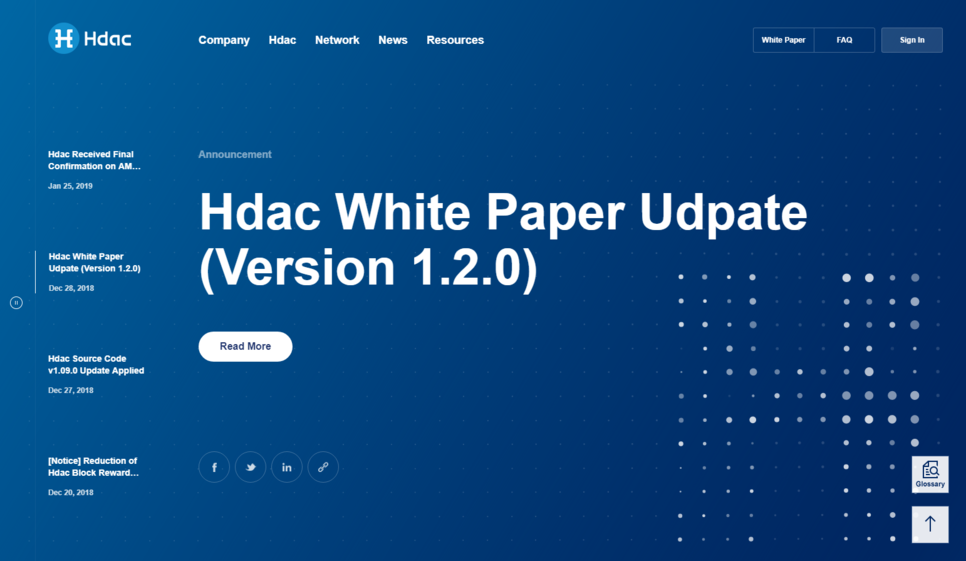 Hdac
Company Hdac Network News Resources
White Paper FAQ Sign In
Hdac Received Final
Confirmation on AM...
Jan 25, 2019
Hdac White Paper
Udpate (Version 1.2.0)
Dec 28, 2018
Hdac Source Code
v1.09.0 Update Applied
Dec 27, 2018
[Notice] Reduction of
Hdac Block Reward...
Dec 20, 2018
Announcement
Hdac White Paper Udpate
(Version 1.2.0)
Read More
Glossary